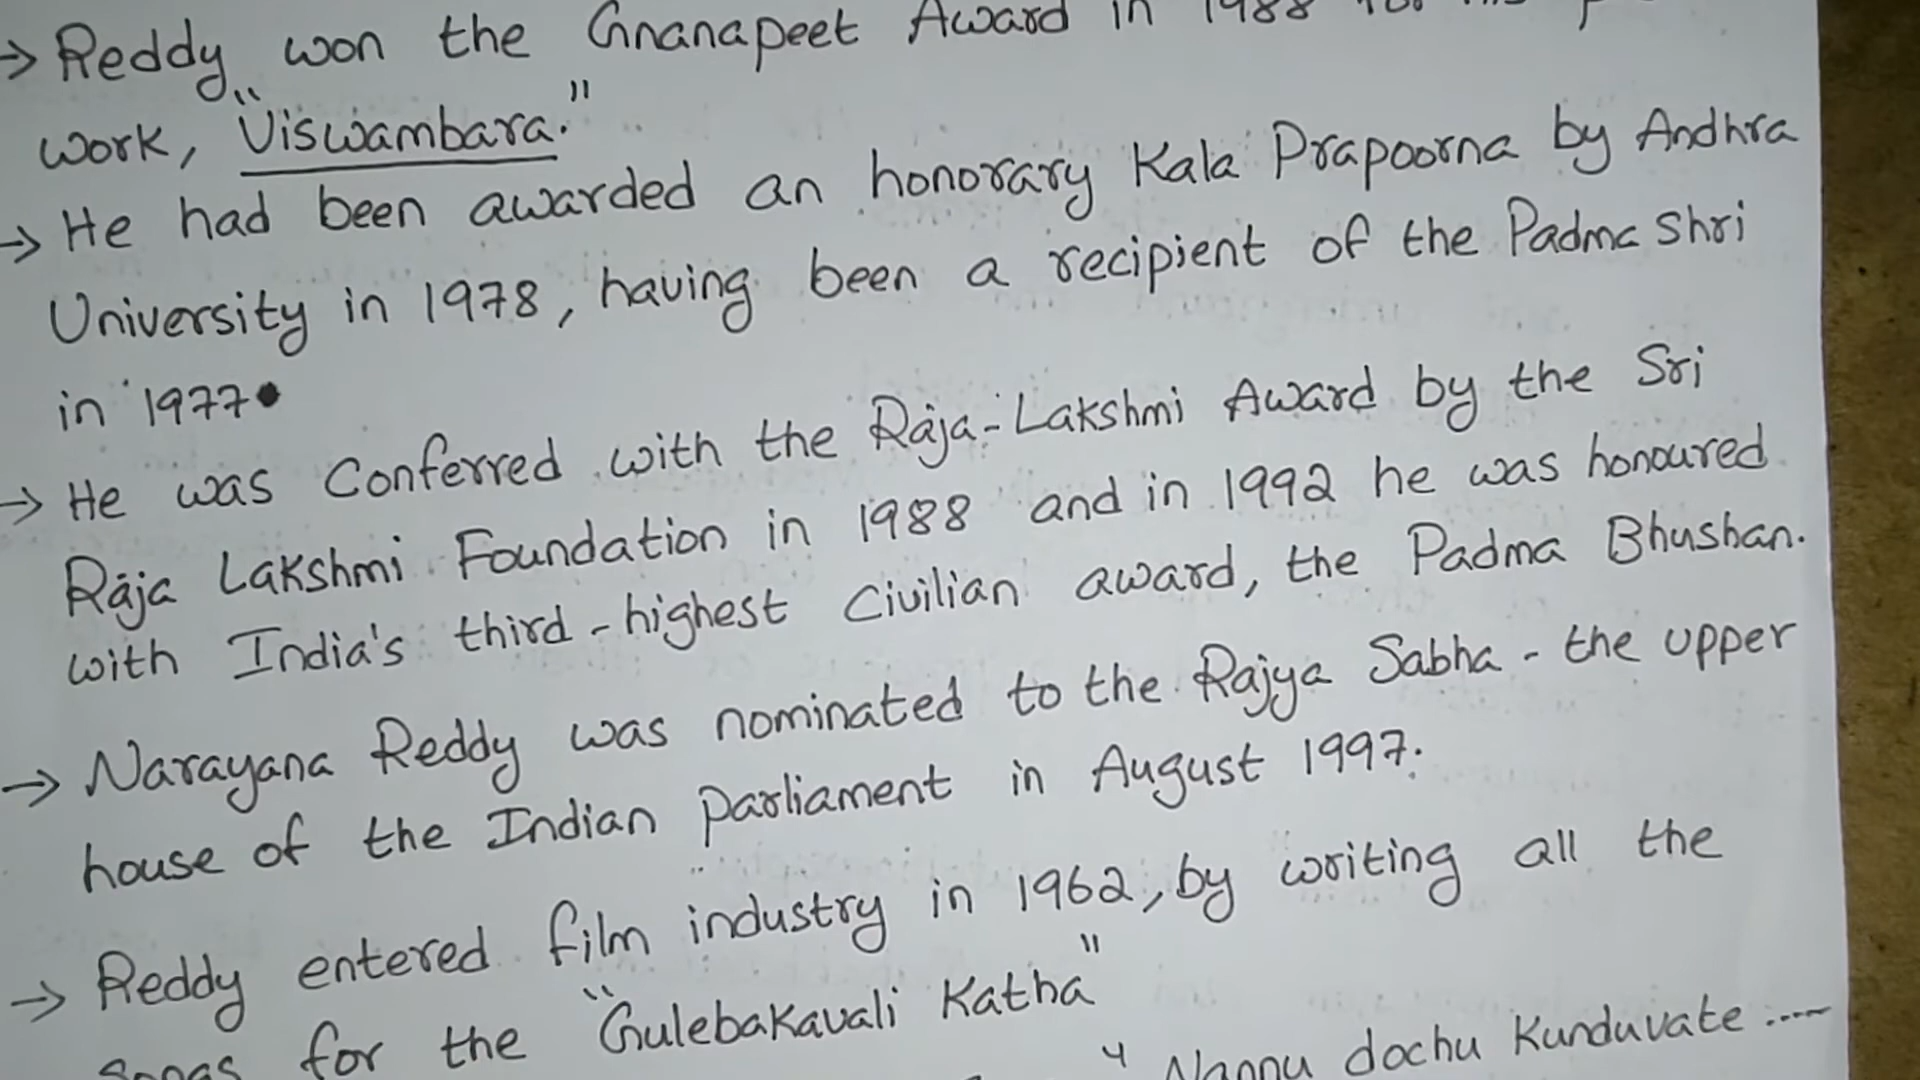 → Reddy won the Gnanapeet Award in 1988 for his
work, "Viswambara."
→ He had been awarded an honorary Kala Prapoorna by Andhra
University in 1978, having been a recipient of the Padma Shri
in 1977.
→ He was Conferred with the Raja-Lakshmi Award by the Sri
Raja Lakshmi Foundation in 1988 and in 1992 he was honoured
with India's third-highest Civilian award, the Padma Bhushan.
→ Narayana Reddy was nominated to the Rajya Sabha - the upper
house of the Indian parliament in August 1997.
→ Reddy entered film industry in 1962, by writing all the
songs for the "Gulebakavali Katha"
" Nannu dochu Kunduvate ....